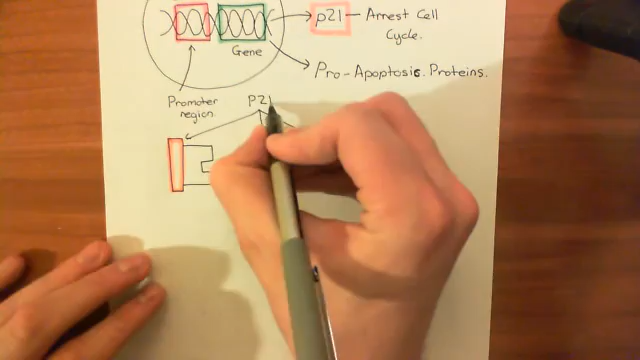 p21 — Arrest Cell
Cycle.
Gene
Pro-Apoptosis Proteins.
Promoter
region.
P21